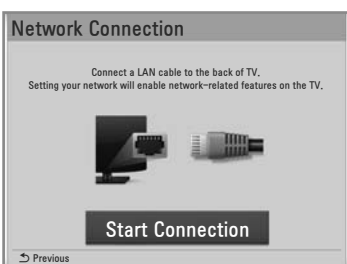 Network Connection
Connect a LAN cable to the back of TV.
Setting your network will enable network-related features on the TV.
Start Connection
Previous